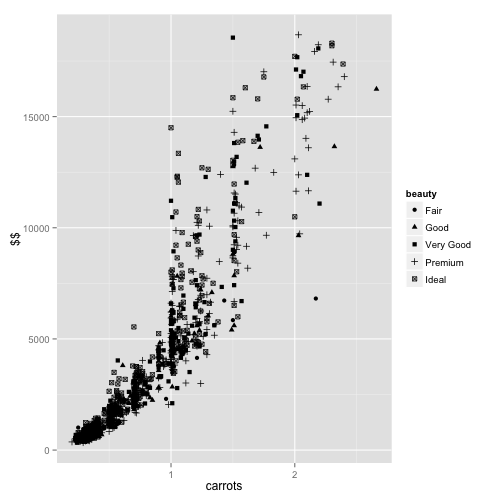 $$
15000
10000
5000
0
1
2
carrots
beauty
Fair
Good
Very Good
Premium
Ideal